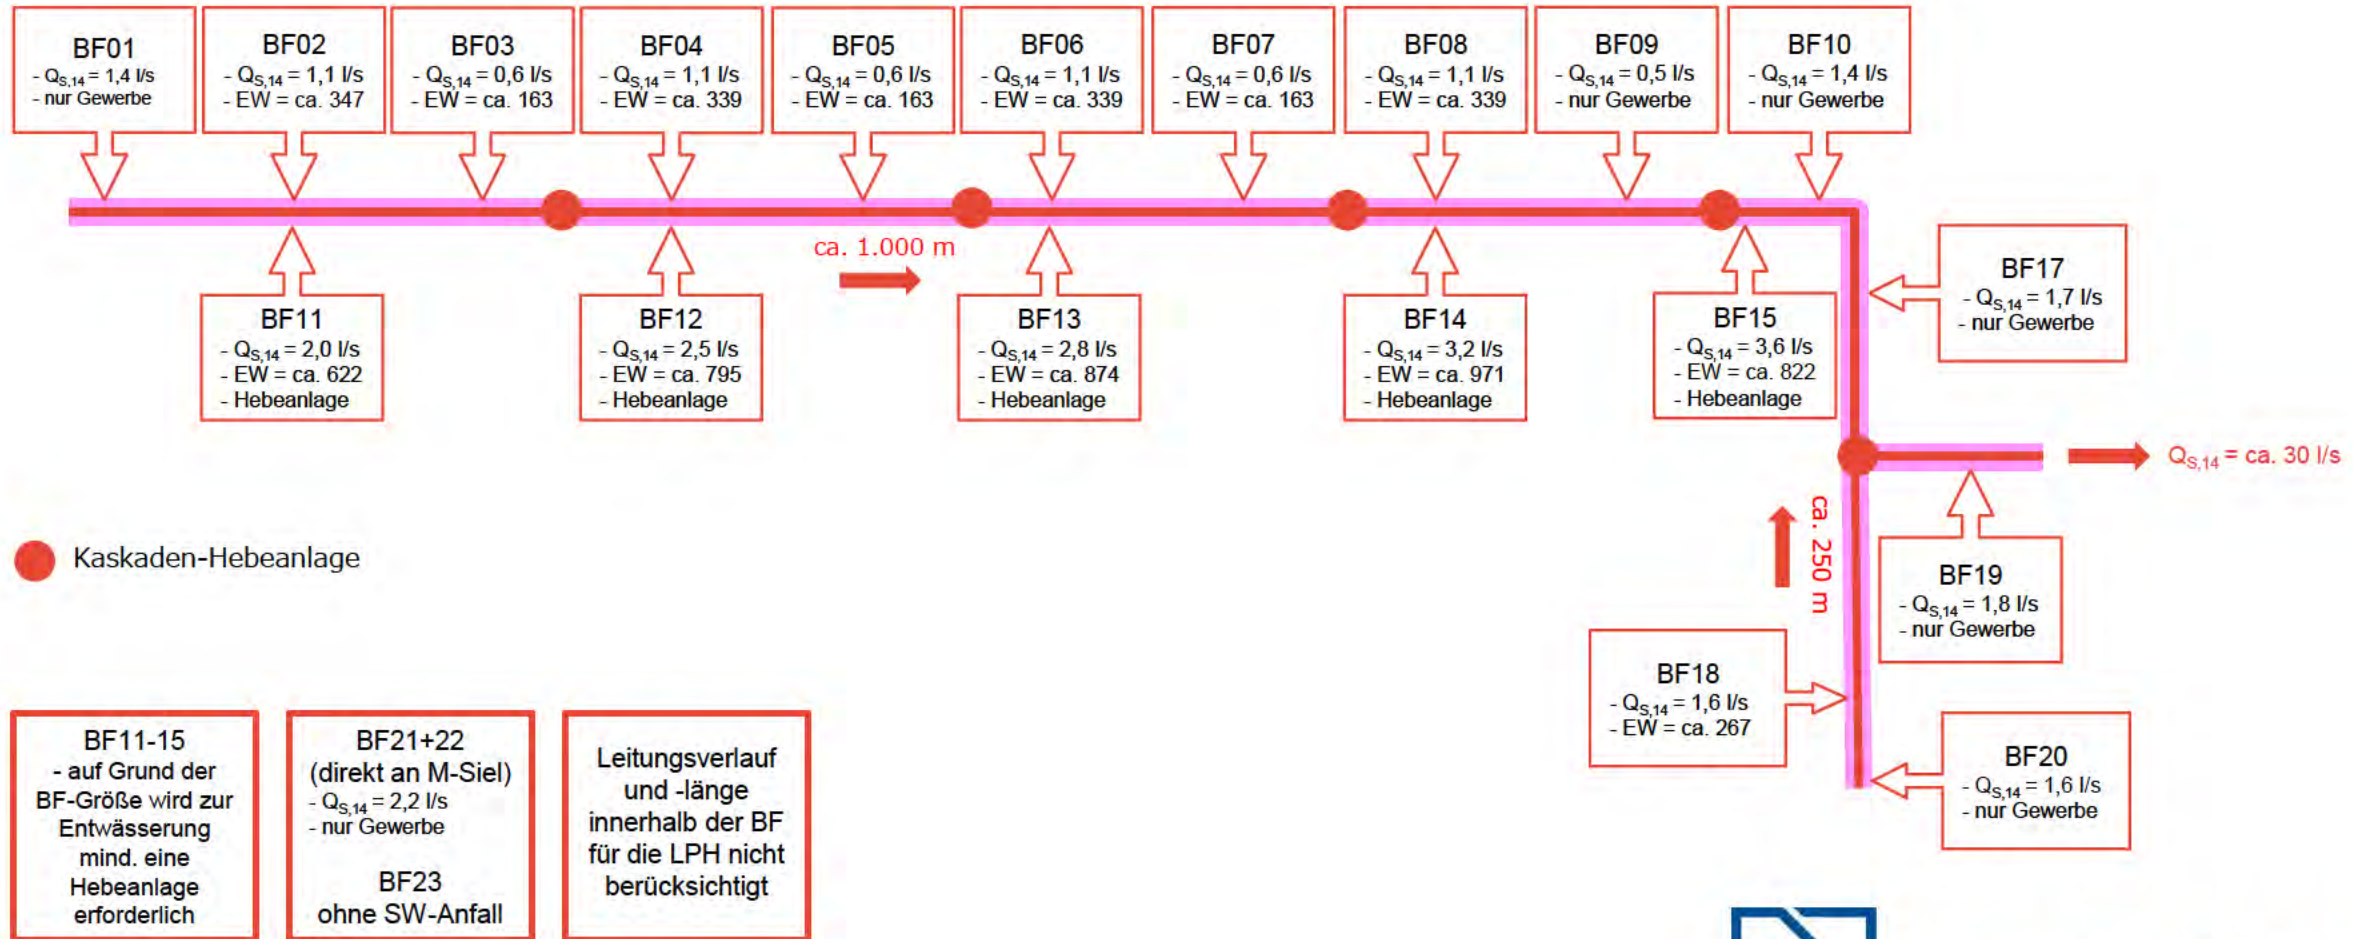 BF01
- QS,14 = 1,4 l/s
- nur Gewerbe
BF02
- QS,14 = 1,1 l/s
- EW = ca. 347
BF03
- QS,14 = 0,6 l/s
- EW = ca. 163
BF04
- QS,14 = 1,1 l/s
- EW = ca. 339
BF05
- QS,14 = 0,6 l/s
- EW = ca. 163
BF06
- QS,14 = 1,1 l/s
- EW = ca. 339
BF07
- QS,14 = 0,6 l/s
- EW = ca. 163
BF08
- QS,14 = 1,1 l/s
- EW = ca. 339
BF09
- QS,14 = 0,5 l/s
- nur Gewerbe
BF10
- QS,14 = 1,4 l/s
- nur Gewerbe
ca. 1.000 m
BF11
- QS,14 = 2,0 l/s
- EW = ca. 622
- Hebeanlage
BF12
- QS,14 = 2,5 l/s
- EW = ca. 795
- Hebeanlage
BF13
- QS,14 = 2,8 l/s
- EW = ca. 874
- Hebeanlage
BF14
- QS,14 = 3,2 l/s
- EW = ca. 971
- Hebeanlage
BF15
- QS,14 = 3,6 l/s
- EW = ca. 822
- Hebeanlage
BF17
- QS,14 = 1,7 l/s
- nur Gewerbe
QS,14 = ca. 30 l/s
ca. 250 m
Kaskaden-Hebeanlage
BF19
- QS,14 = 1,8 l/s
- nur Gewerbe
BF18
- QS,14 = 1,6 l/s
- EW = ca. 267
BF20
- QS,14 = 1,6 l/s
- nur Gewerbe
BF11-15
- auf Grund der
BF-Größe wird zur
Entwässerung
mind. eine
Hebeanlage
erforderlich
BF21+22
(direkt an M-Siel)
- QS,14 = 2,2 l/s
- nur Gewerbe
BF23
ohne SW-Anfall
Leitungsverlauf
und -länge
innerhalb der BF
für die LPH nicht
berücksichtigt